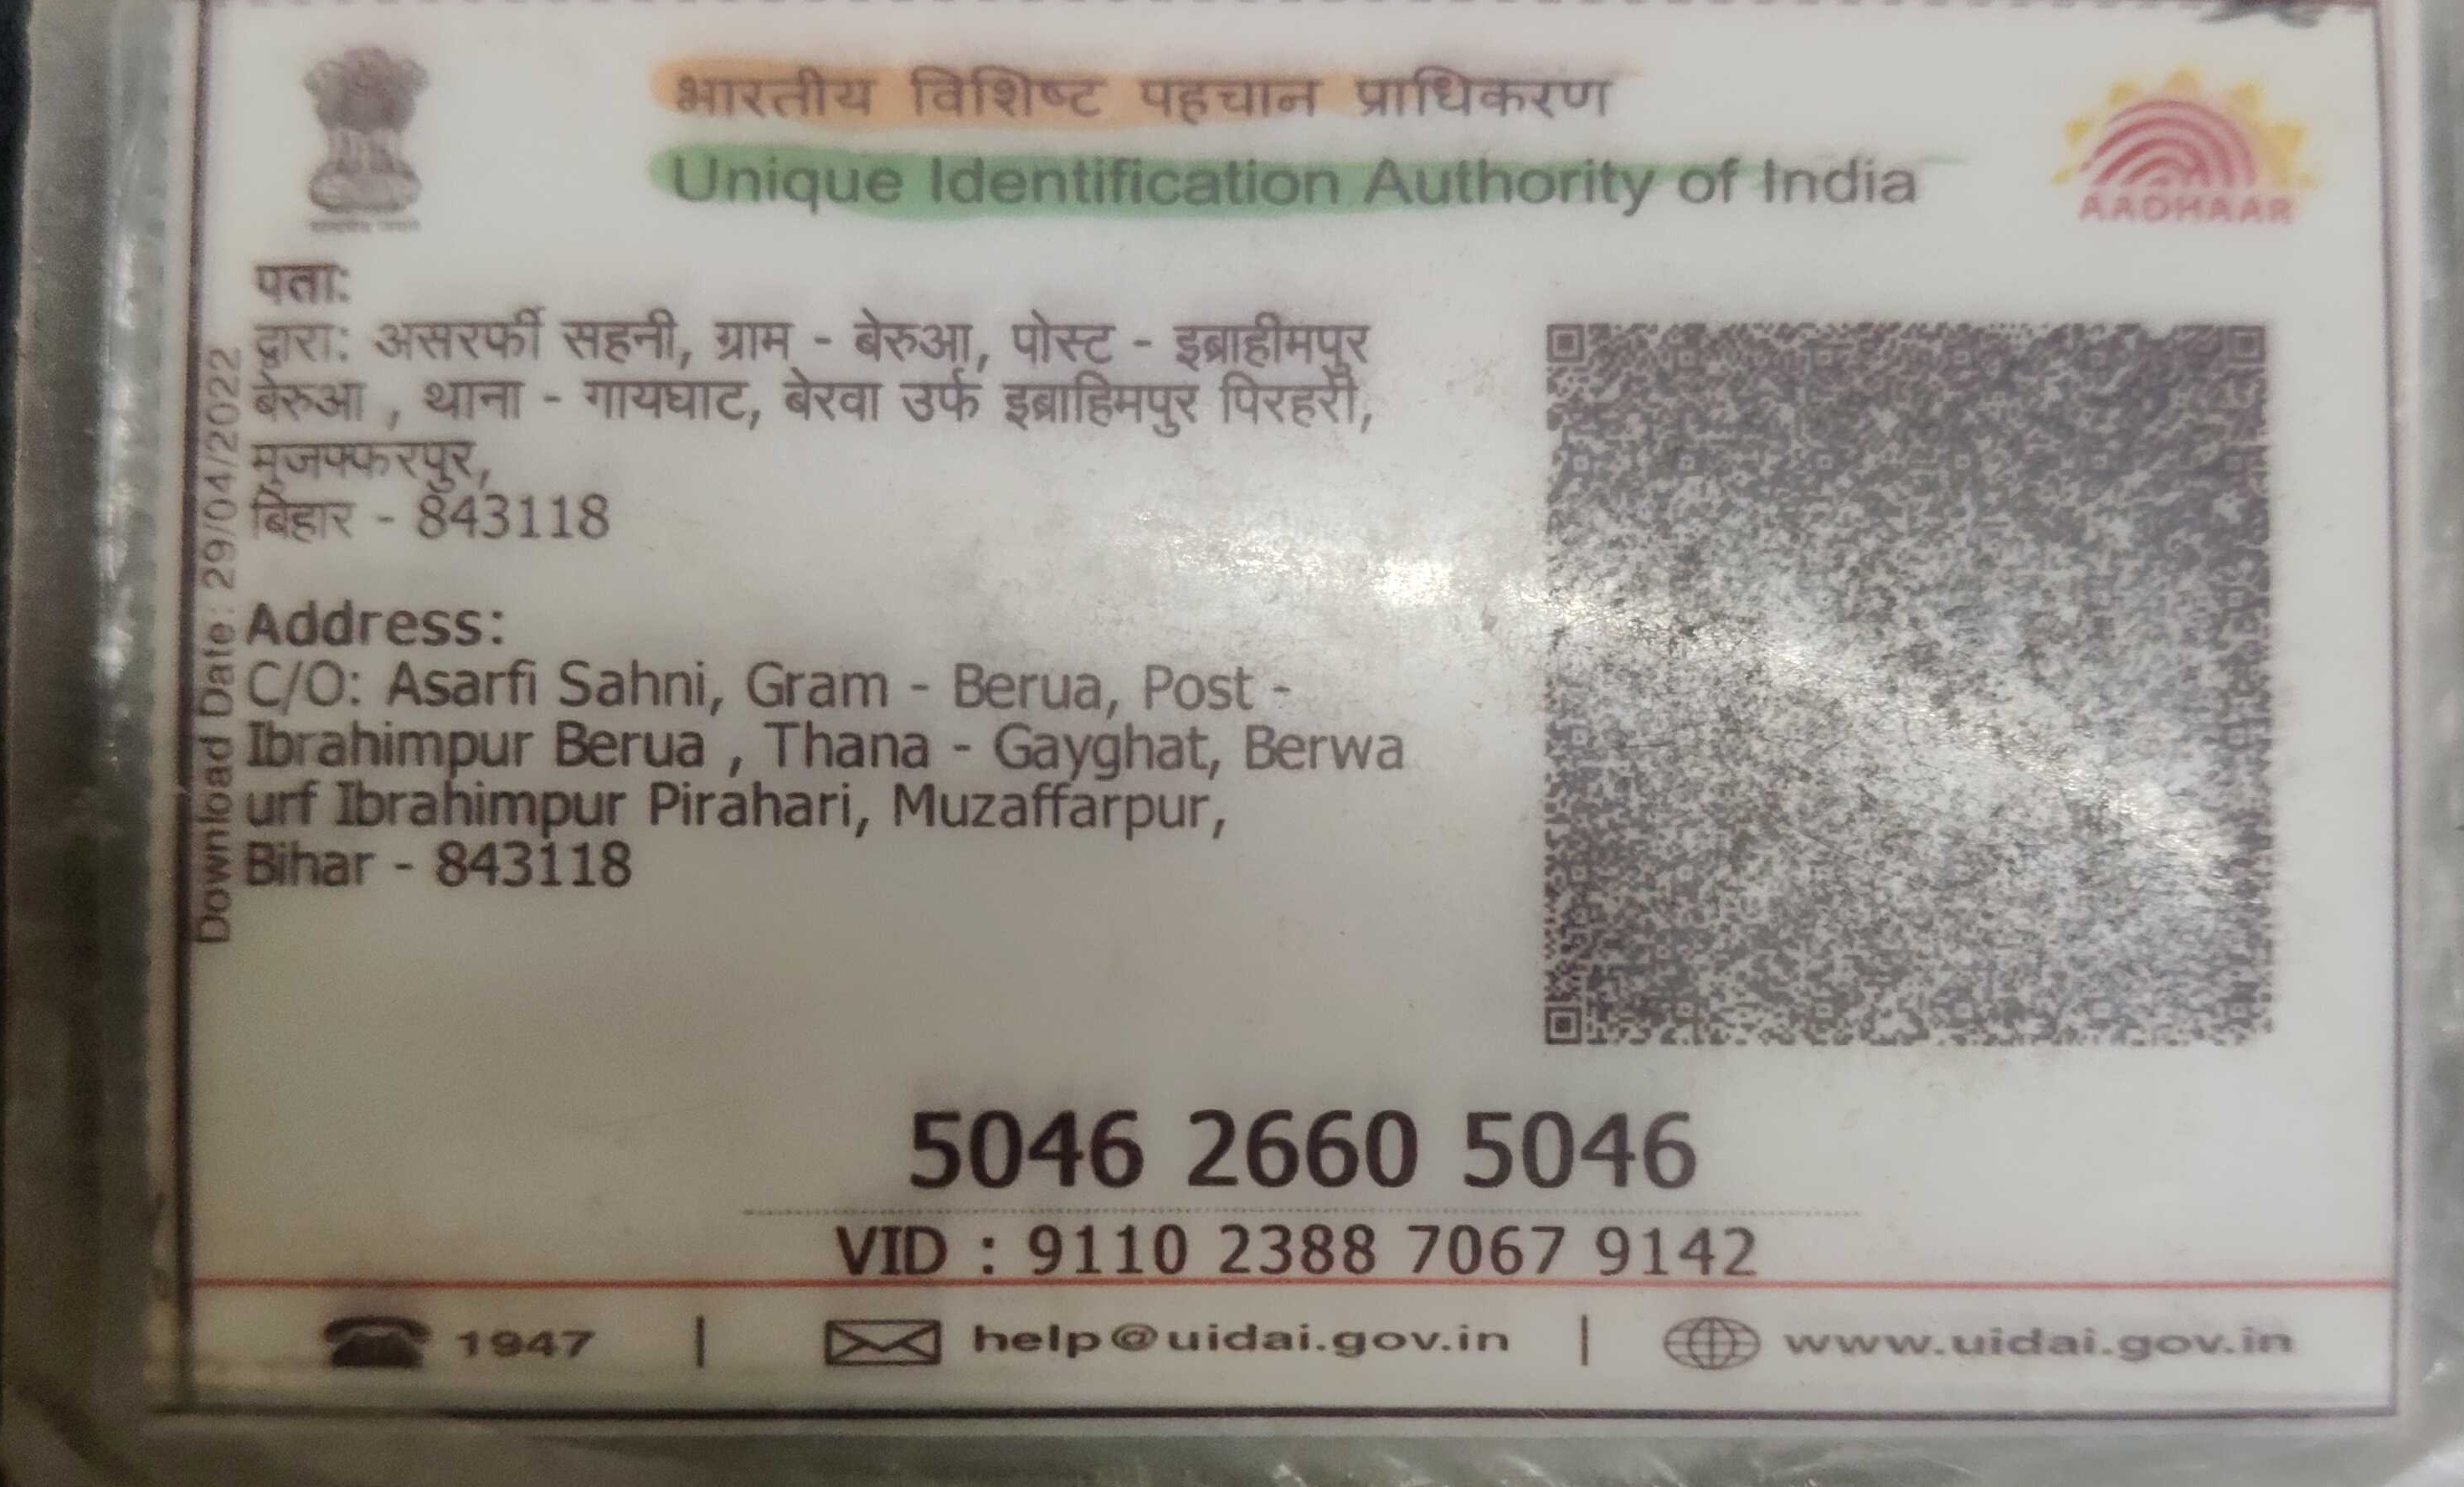 भारतीय विशिष्ट पहचान प्राधिकरण
Unique Identification Authority of India
AADHAAR
पता:
द्वारा: असरफी सहनी, ग्राम - बेरुआ, पोस्ट - इब्राहीमपुर
बेरुआ , थाना - गायघाट, बेरवा उर्फ इब्राहिमपुर पिरहरी,
मुजफ्फरपुर,
बिहार - 843118
Address:
C/O: Asarfi Sahni, Gram - Berua, Post -
Ibrahimpur Berua , Thana - Gayghat, Berwa
urf Ibrahimpur Pirahari, Muzaffarpur,
Bihar - 843118
Download Date: 29/04/2022
5046 2660 5046
VID : 9110 2388 7067 9142
1947 | help@uidai.gov.in | www.uidai.gov.in